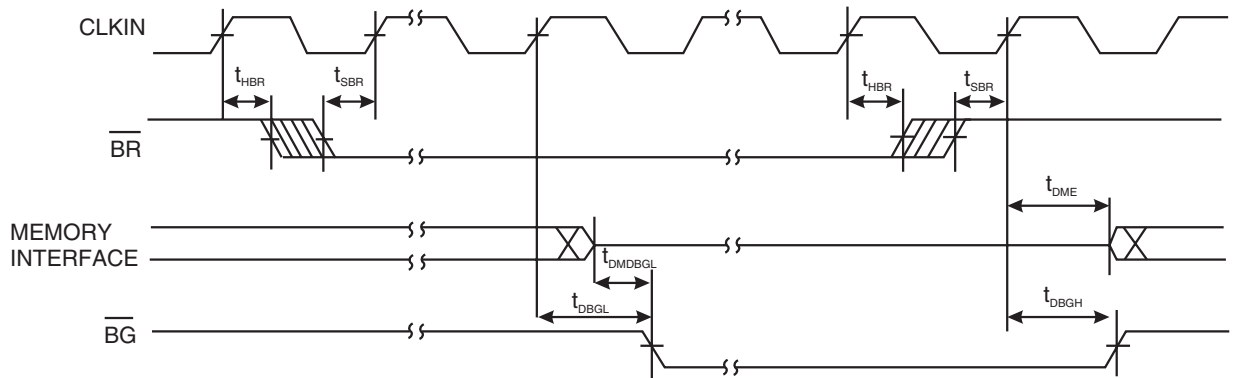 CLKIN
tHBR
tSBR
tHBR
tSBR
BR
tDME
MEMORY
INTERFACE
tDMDBGL
tDBGL
tDBGH
BG